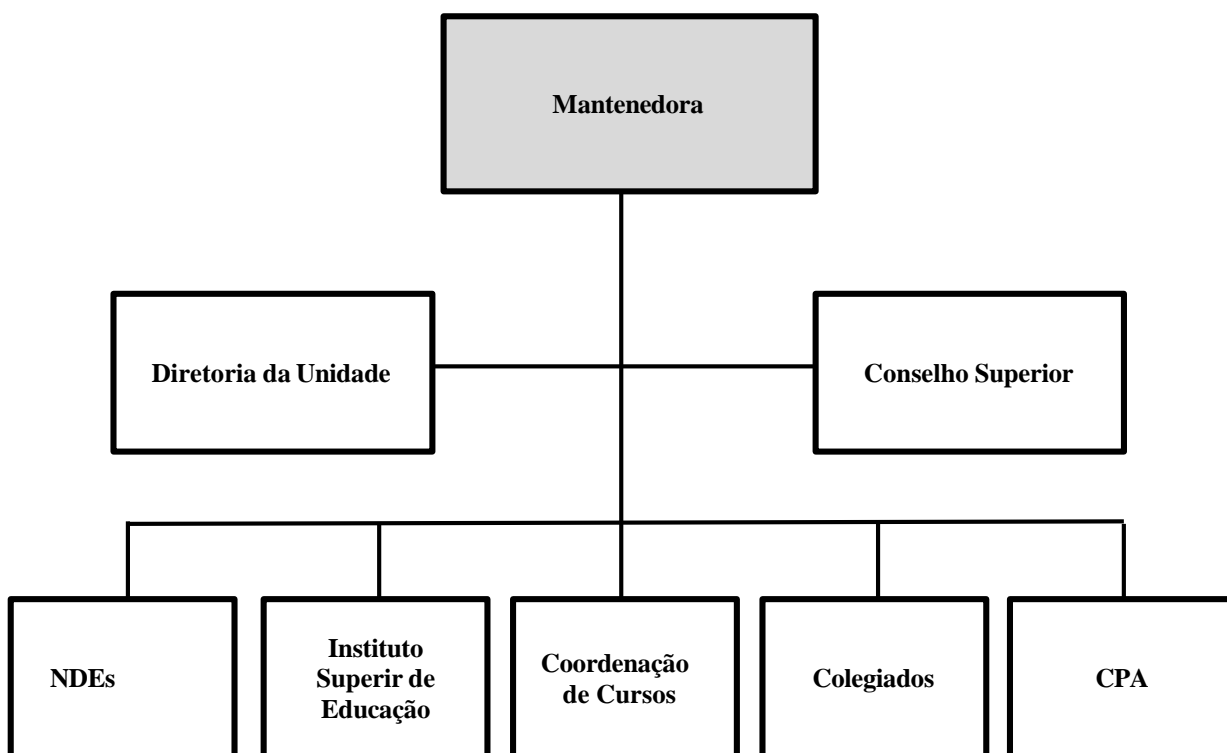 Mantenedora
Diretoria da Unidade
Conselho Superior
NDEs
Instituto
Superir de
Educação
Coordenação
de Cursos
Colegiados
CPA